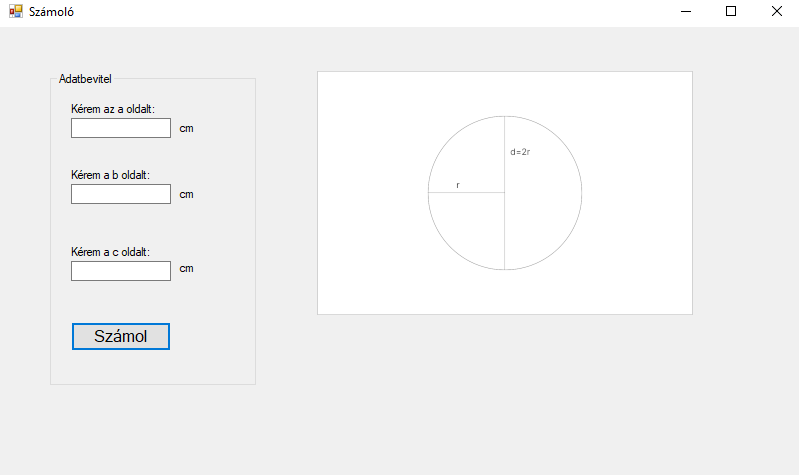 Számoló
Adatbevitel
Kérem az a oldalt:
cm
Kérem a b oldalt:
cm
Kérem a c oldalt:
cm
Számol
d=2r
r